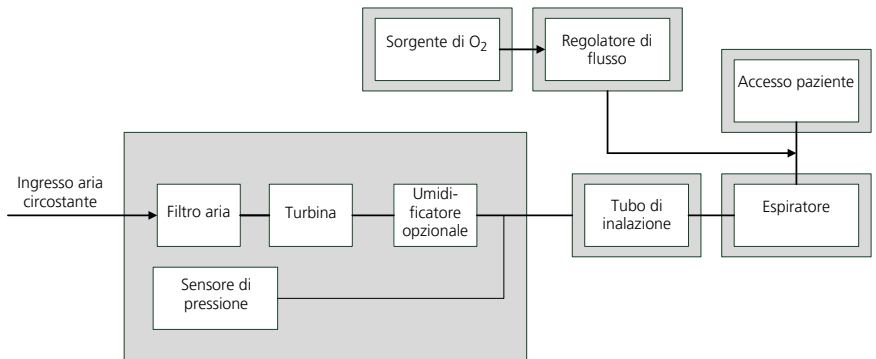 Sorgente di O2
Regolatore di
flusso
Accesso paziente
Ingresso aria
circostante
Filtro aria
Turbina
Umidi-
ificatore
opzionale
Tubo di
inalazione
Espiratore
Sensore di
pressione